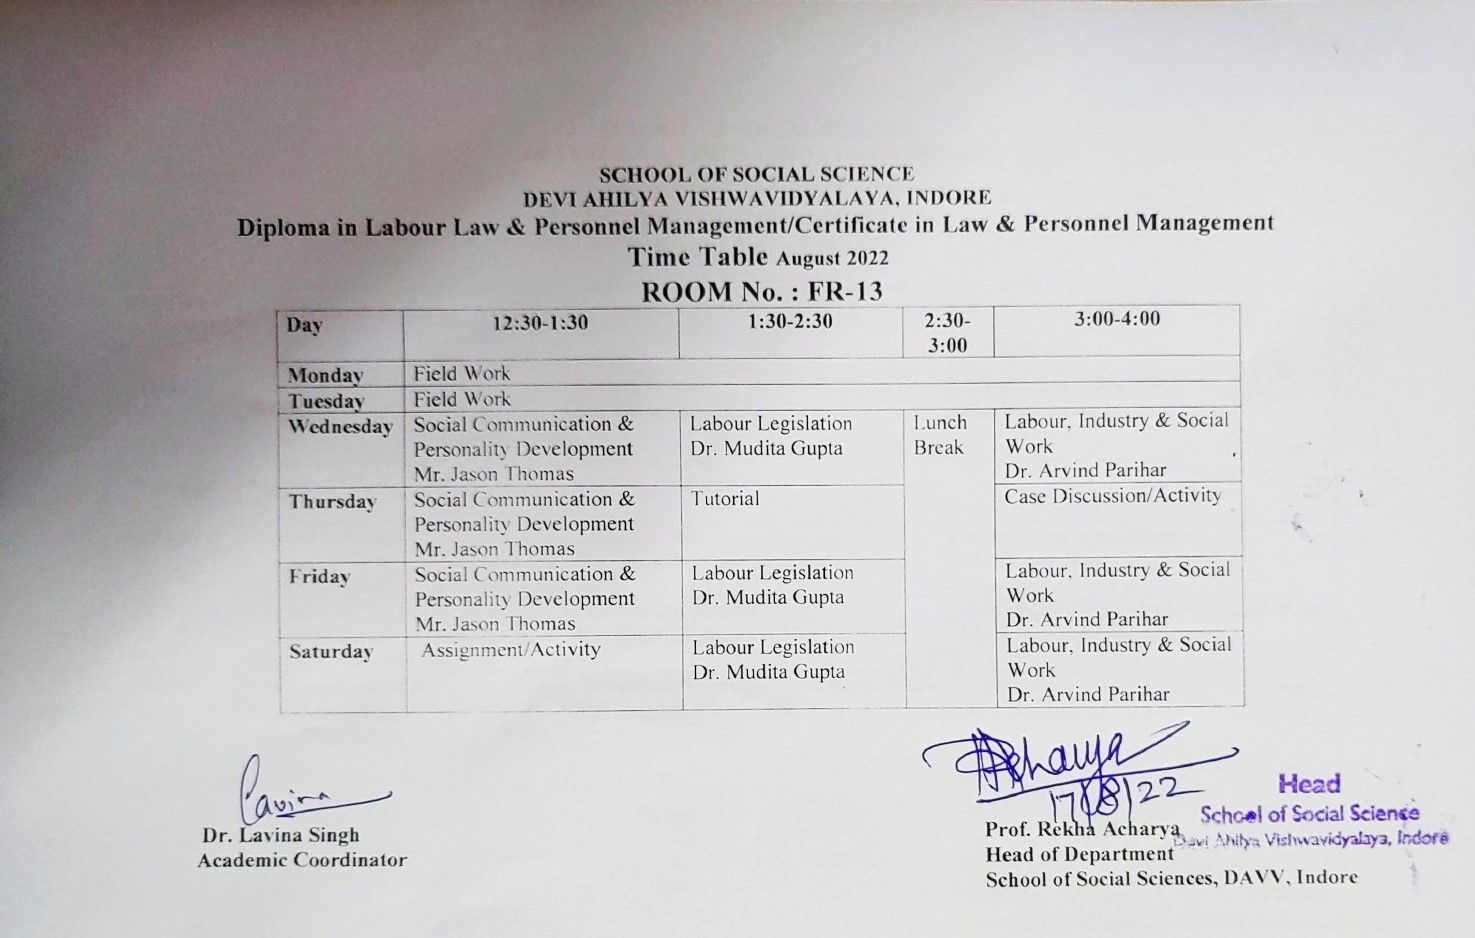 SCHOOL OF SOCIAL SCIENCE
DEVI AHILYA VISHWAVIDYALAYA, INDORE
Diploma in Labour Law & Personnel Management/Certificate in Law & Personnel Management
Time Table August 2022
ROOM No. : FR-13
Day 12:30-1:30 1:30-2:30 2:30- 3:00-4:00
3:00
Monday Field Work
Tuesday Field Work
Wednesday Social Communication & Labour Legislation Lunch Labour, Industry & Social
Personality Development Dr. Mudita Gupta Break Work
Mr. Jason Thomas Dr. Arvind Parihar
Thursday Social Communication & Tutorial Case Discussion/Activity
Personality Development
Mr. Jason Thomas
Friday Social Communication & Labour Legislation Labour, Industry & Social
Personality Development Dr. Mudita Gupta Work
Mr. Jason Thomas Dr. Arvind Parihar
Saturday Assignment/Activity Labour Legislation Labour, Industry & Social
Dr. Mudita Gupta Work
Dr. Arvind Parihar
Lavina
Dr. Lavina Singh
Academic Coordinator
Acharya
17/8/22
Prof. Rekha Acharya
Head of Department
School of Social Sciences, DAVV, Indore
Head
School of Social Science
Devi Ahilya Vishwavidyalaya, Indore